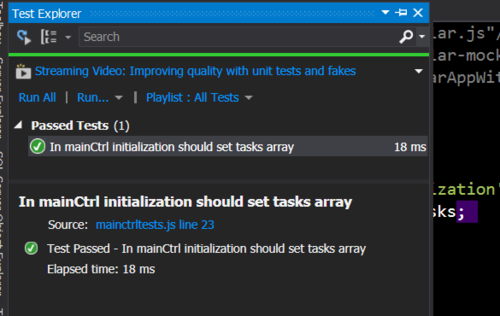 Test Explorer
Search
Streaming Video: Improving quality with unit tests and fakes
Run All | Run... | Playlist : All Tests
Passed Tests (1)
In mainCtrl initialization should set tasks array 18 ms
In mainCtrl initialization should set tasks array
Source: mainctrltests.js line 23
Test Passed - In mainCtrl initialization should set tasks array
Elapsed time: 18 ms
lar.js"/
lar-mock
arAppWit
ization'
sks;